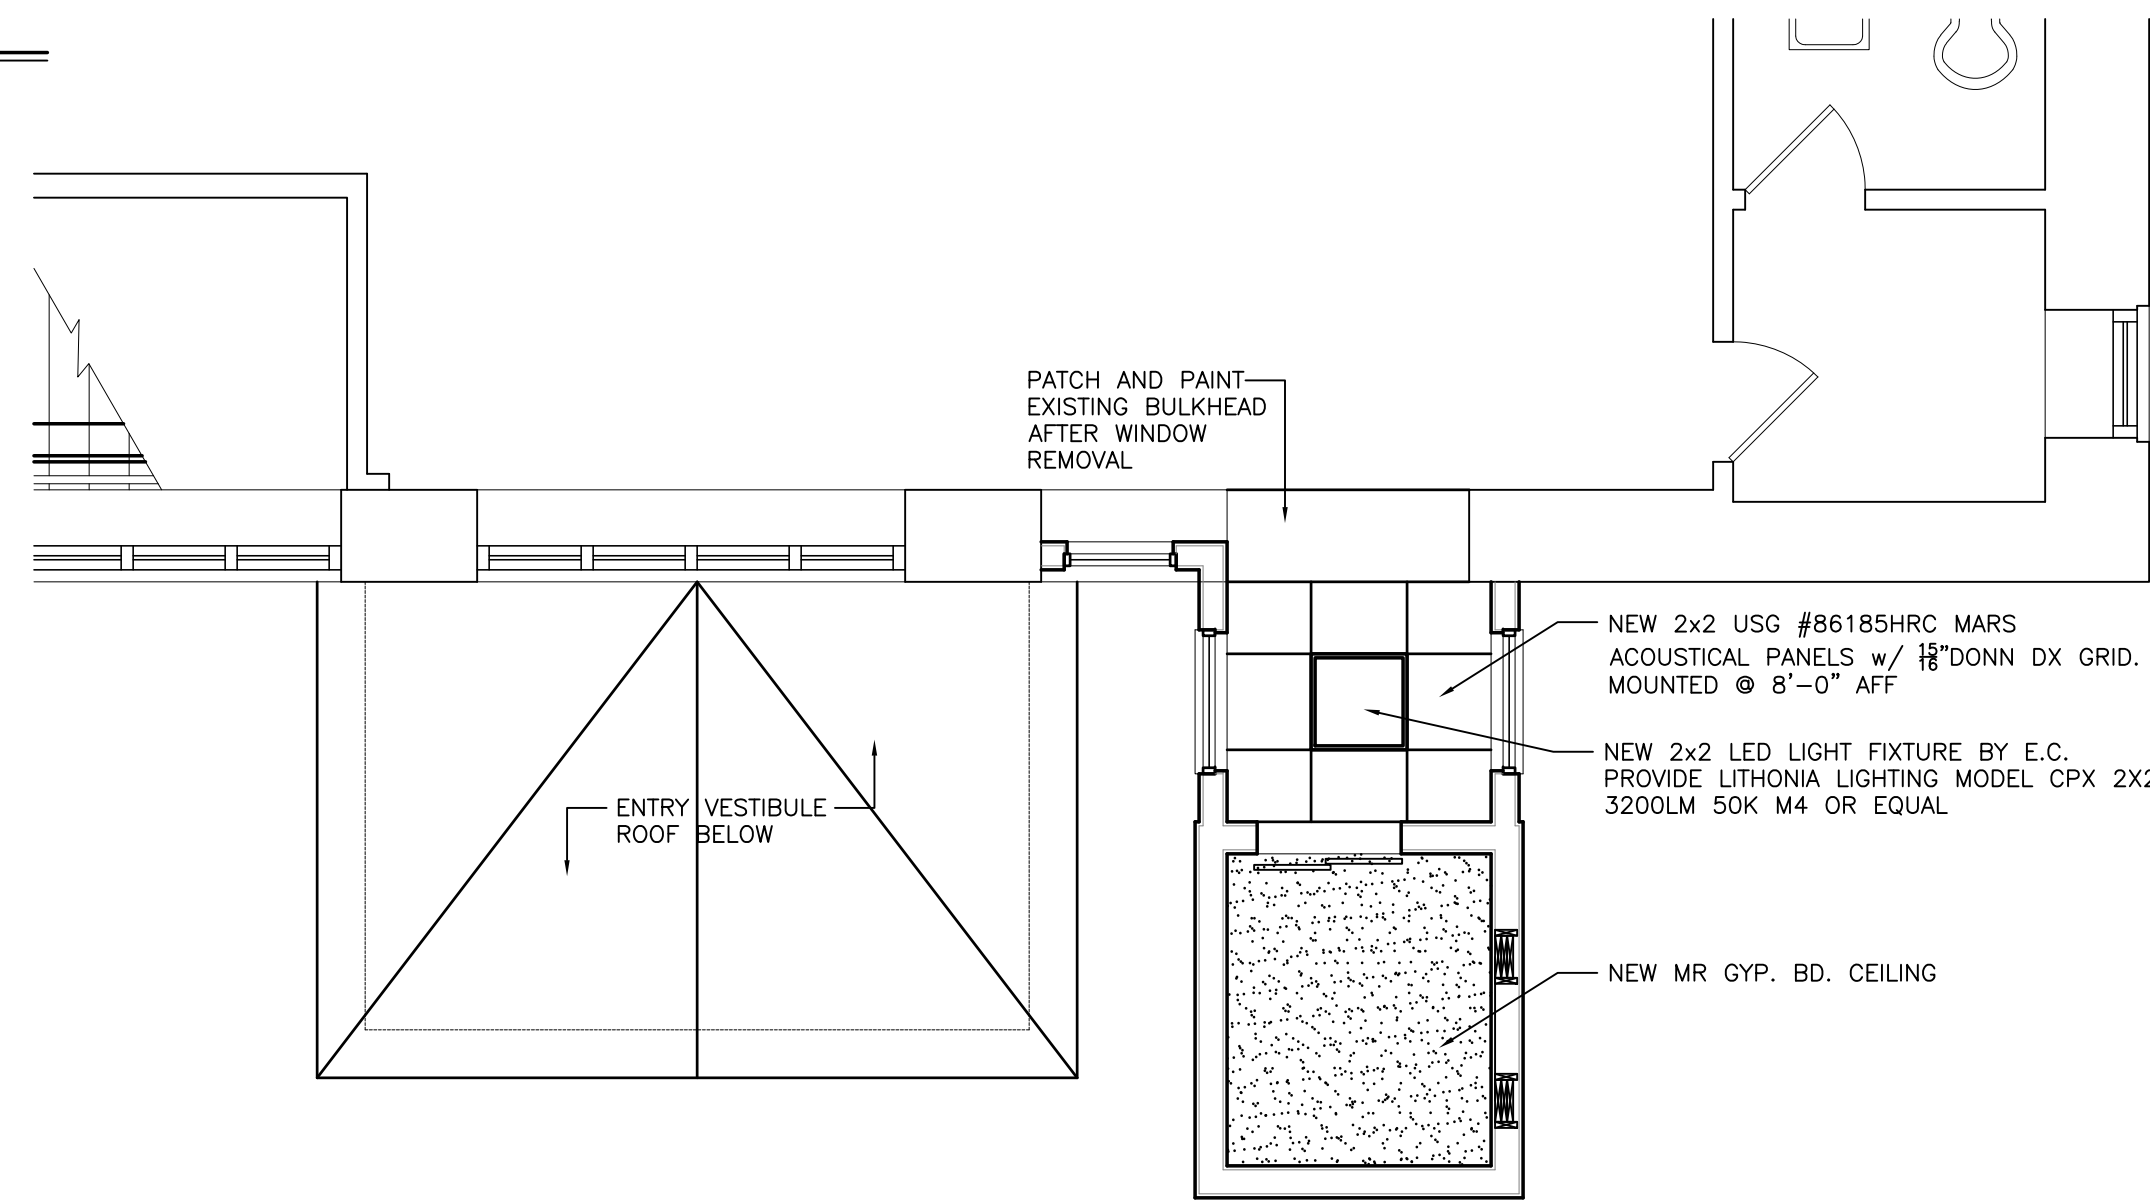 PATCH AND PAINT
EXISTING BULKHEAD
AFTER WINDOW
REMOVAL
NEW 2x2 USG #86185HRC MARS
ACOUSTICAL PANELS w/ 15/16" DONN DX GRID.
MOUNTED @ 8'-0" AFF
NEW 2x2 LED LIGHT FIXTURE BY E.C.
PROVIDE LITHONIA LIGHTING MODEL CPX 2X2
3200LM 50K M4 OR EQUAL
ENTRY VESTIBULE
ROOF BELOW
NEW MR GYP. BD. CEILING